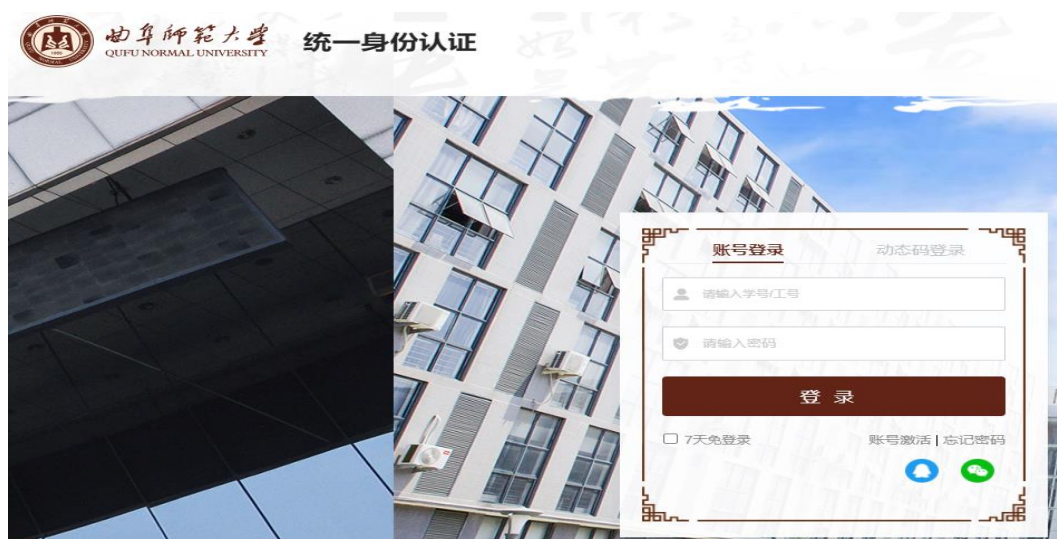 曲阜师范大学
QUFU NORMAL UNIVERSITY
统一身份认证
账号登录 动态码登录
请输入学号/工号
请输入密码
登 录
7天免登录 账号激活 | 忘记密码